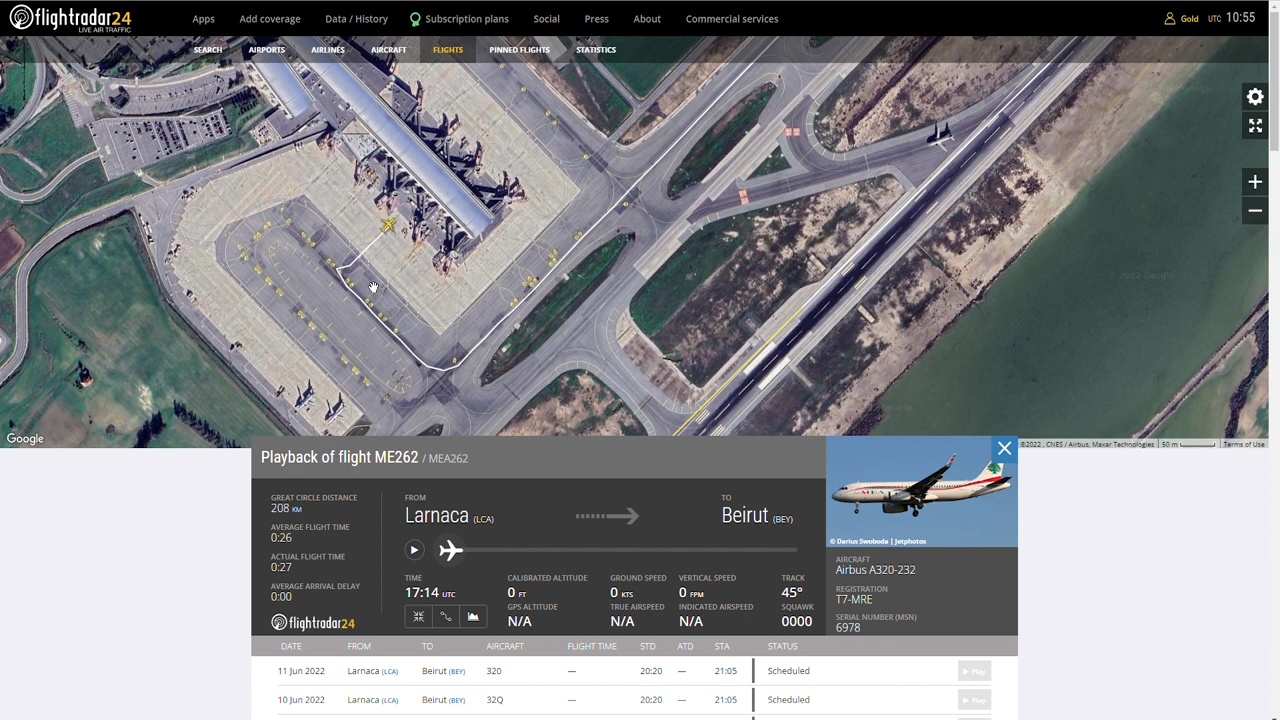 flightradar24
LIVE AIR TRAFFIC
Apps Add coverage Data / History Subscription plans Social Press About Commercial services
Gold UTC 10:55
SEARCH AIRPORTS AIRLINES AIRCRAFT FLIGHTS PINNED FLIGHTS STATISTICS
+
−
Google
©2022 , CNES / Airbus, Maxar Technologies 50 m Terms of Use
Playback of flight ME262 / MEA262
GREAT CIRCLE DISTANCE
208 KM
AVERAGE FLIGHT TIME
0:26
ACTUAL FLIGHT TIME
0:27
AVERAGE ARRIVAL DELAY
0:00
flightradar24
FROM
Larnaca (LCA)
TO
Beirut (BEY)
TIME
17:14 UTC
CALIBRATED ALTITUDE
0 FT
GPS ALTITUDE
N/A
GROUND SPEED
0 KTS
TRUE AIRSPEED
N/A
VERTICAL SPEED
0 FPM
INDICATED AIRSPEED
N/A
TRACK
45°
SQUAWK
0000
MEA
© Darius Swoboda | Jetphotos
AIRCRAFT
Airbus A320-232
REGISTRATION
T7-MRE
SERIAL NUMBER (MSN)
6978
DATE FROM TO AIRCRAFT FLIGHT TIME STD ATD STA STATUS
11 Jun 2022 Larnaca (LCA) Beirut (BEY) 320 — 20:20 — 21:05 Scheduled Play
10 Jun 2022 Larnaca (LCA) Beirut (BEY) 32Q — 20:20 — 21:05 Scheduled Play